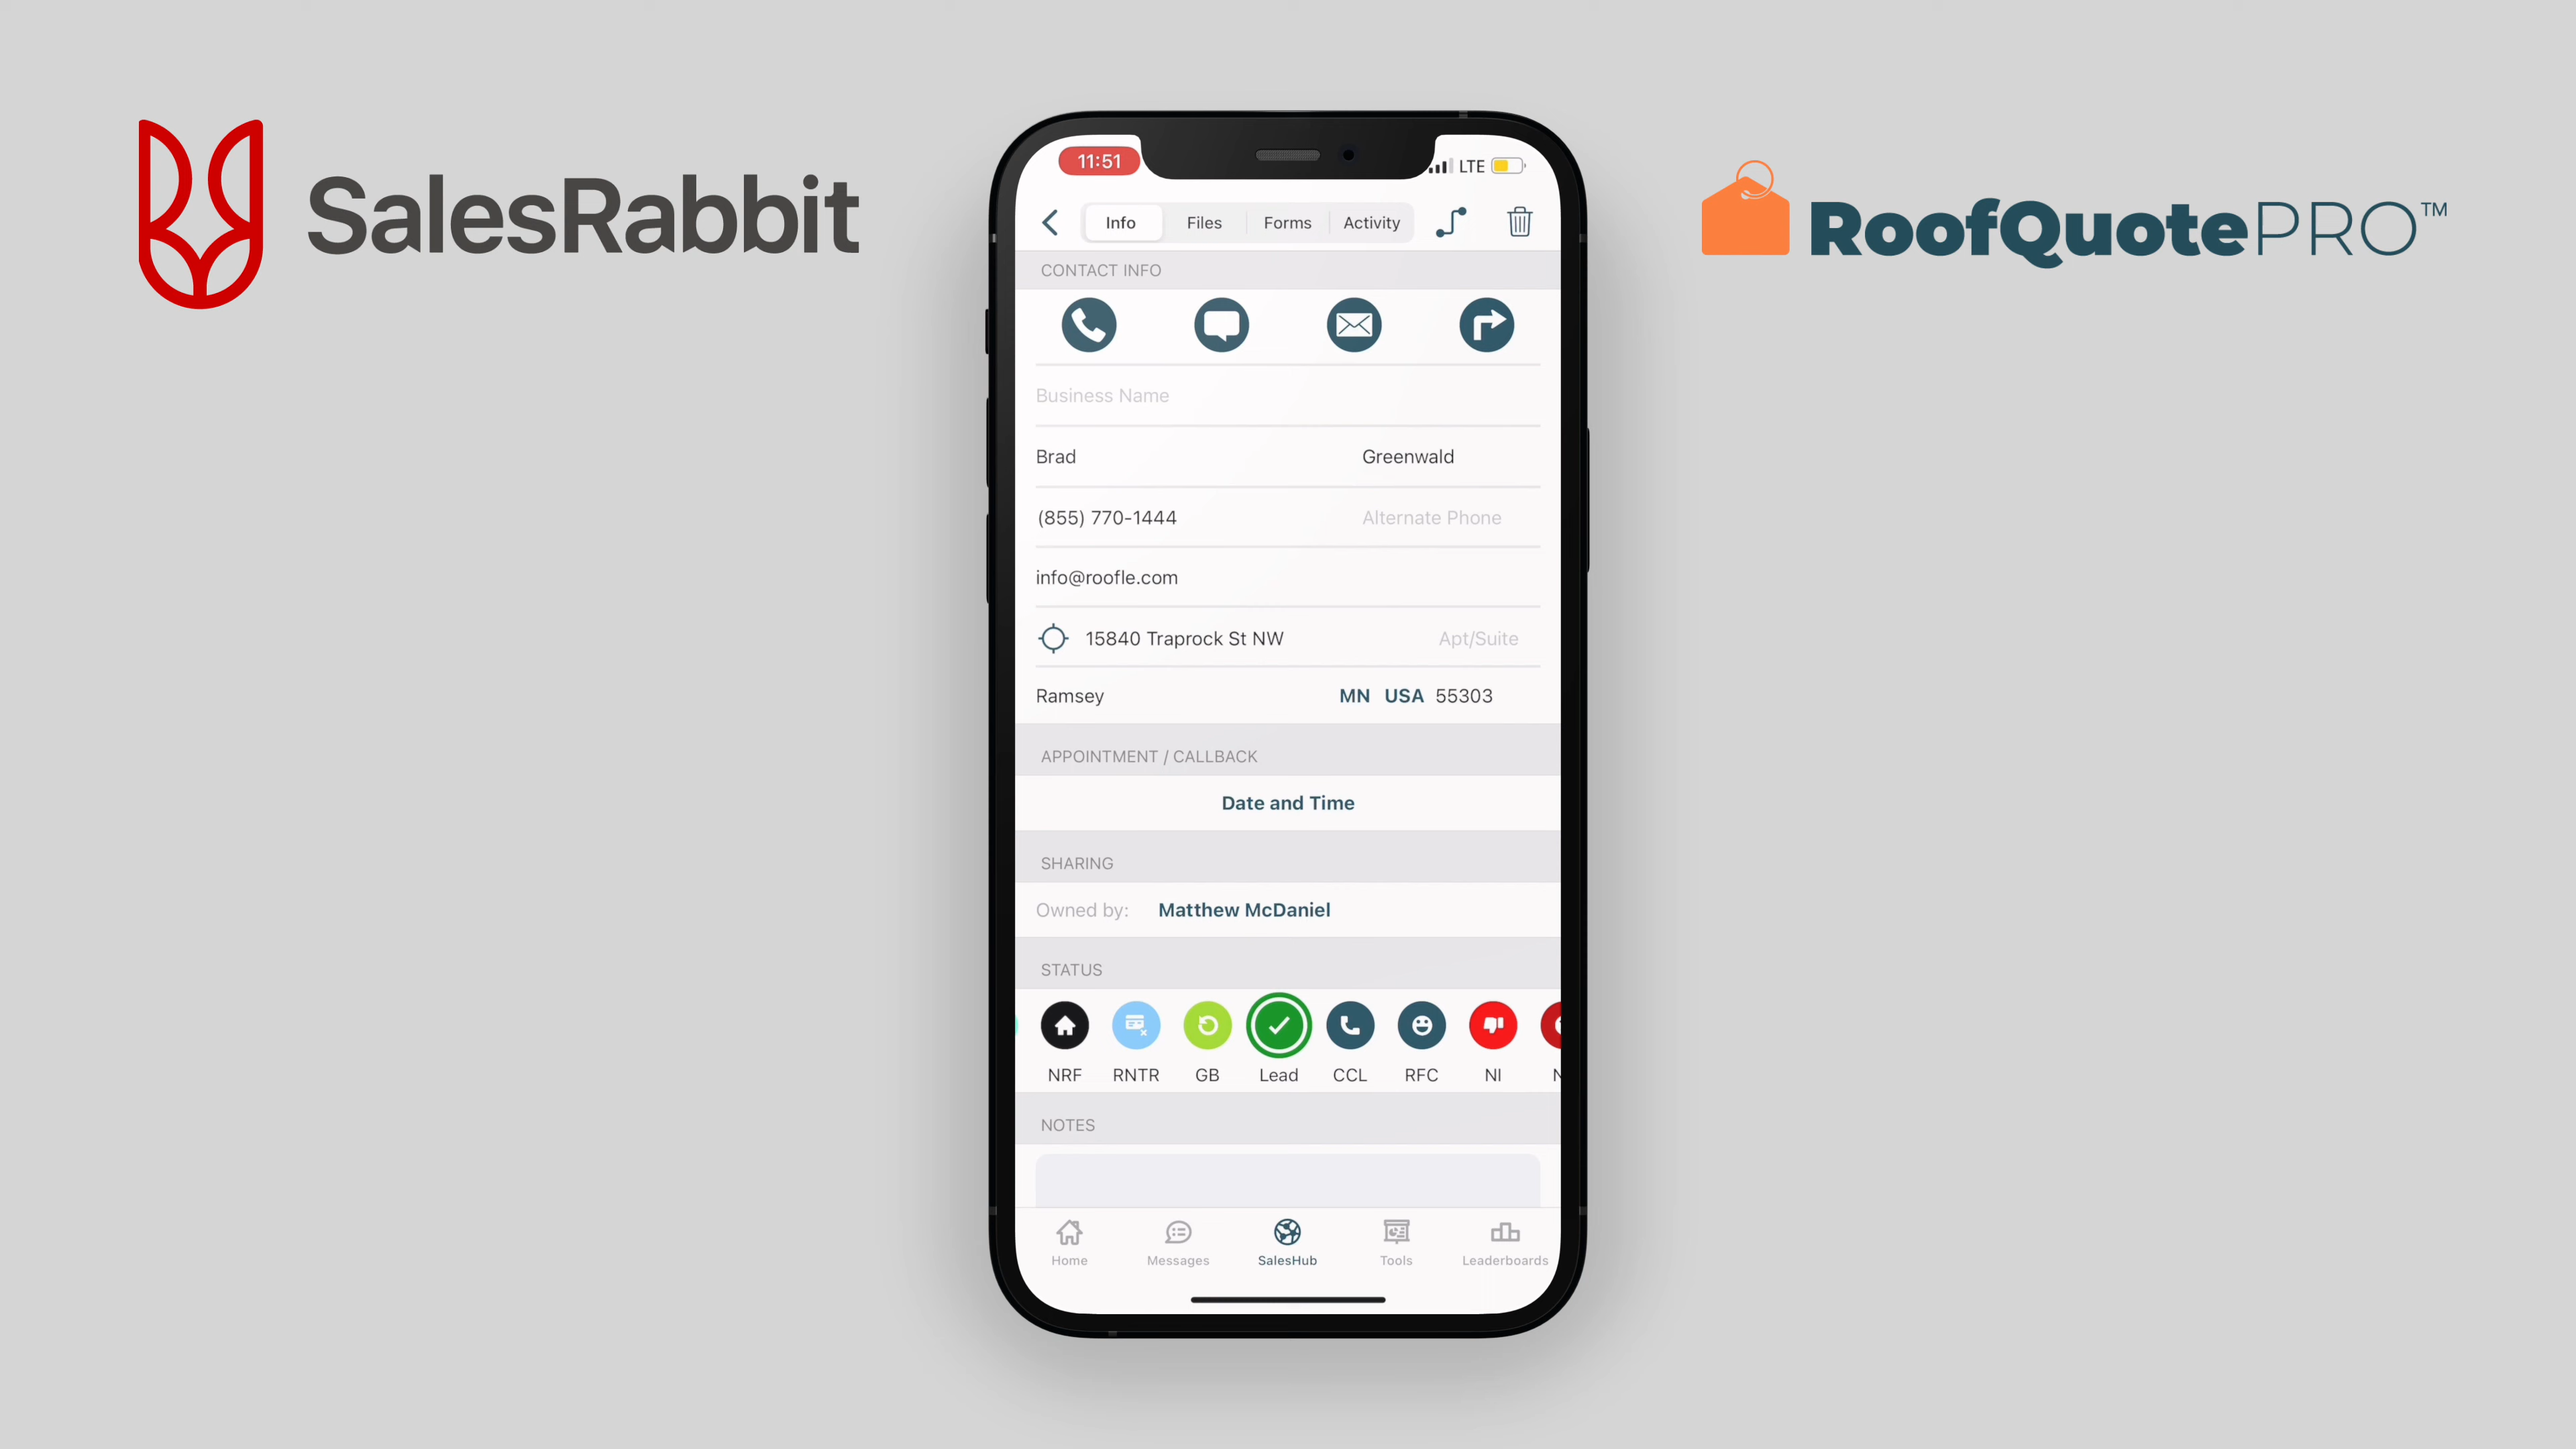 SalesRabbit
RoofQuotePRO™
11:51
LTE
Info Files Forms Activity
CONTACT INFO
Business Name
Brad Greenwald
(855) 770-1444 Alternate Phone
info@roofle.com
15840 Traprock St NW Apt/Suite
Ramsey MN USA 55303
APPOINTMENT / CALLBACK
Date and Time
SHARING
Owned by: Matthew McDaniel
STATUS
NRF RNTR GB Lead CCL RFC NI
NOTES
Home Messages SalesHub Tools Leaderboards